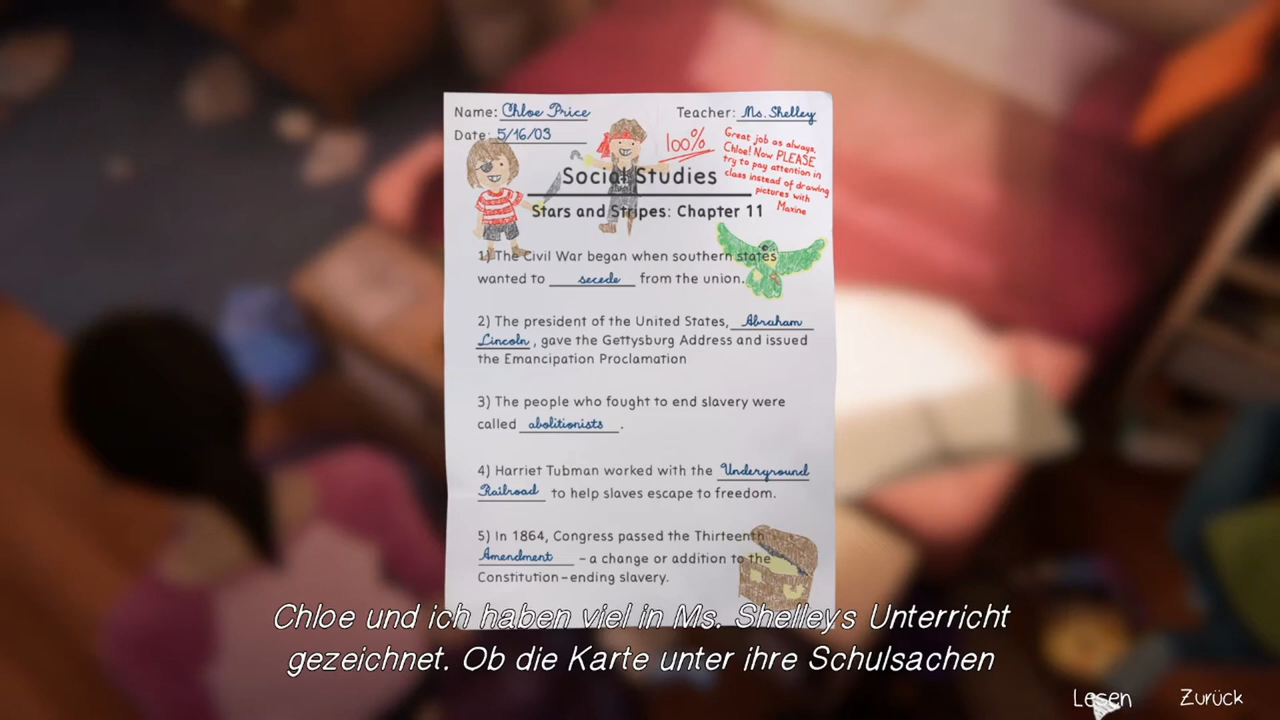 Name: Chloe Price
Teacher: Ms. Shelley
Date: 5/16/03
100%
Great job as always,
Chloe! Now PLEASE
try to pay attention in
class instead of drawing
pictures with
Maxine
Social Studies
Stars and Stripes: Chapter 11
1) The Civil War began when southern states
wanted to secede from the union.
2) The president of the United States, Abraham
Lincoln, gave the Gettysburg Address and issued
the Emancipation Proclamation
3) The people who fought to end slavery were
called abolitionists.
4) Harriet Tubman worked with the Underground
Railroad to help slaves escape to freedom.
5) In 1864, Congress passed the Thirteenth
Amendment - a change or addition to the
Constitution-ending slavery.
Chloe und ich haben viel in Ms. Shelleys Unterricht
gezeichnet. Ob die Karte unter ihre Schulsachen
Lesen Zurück